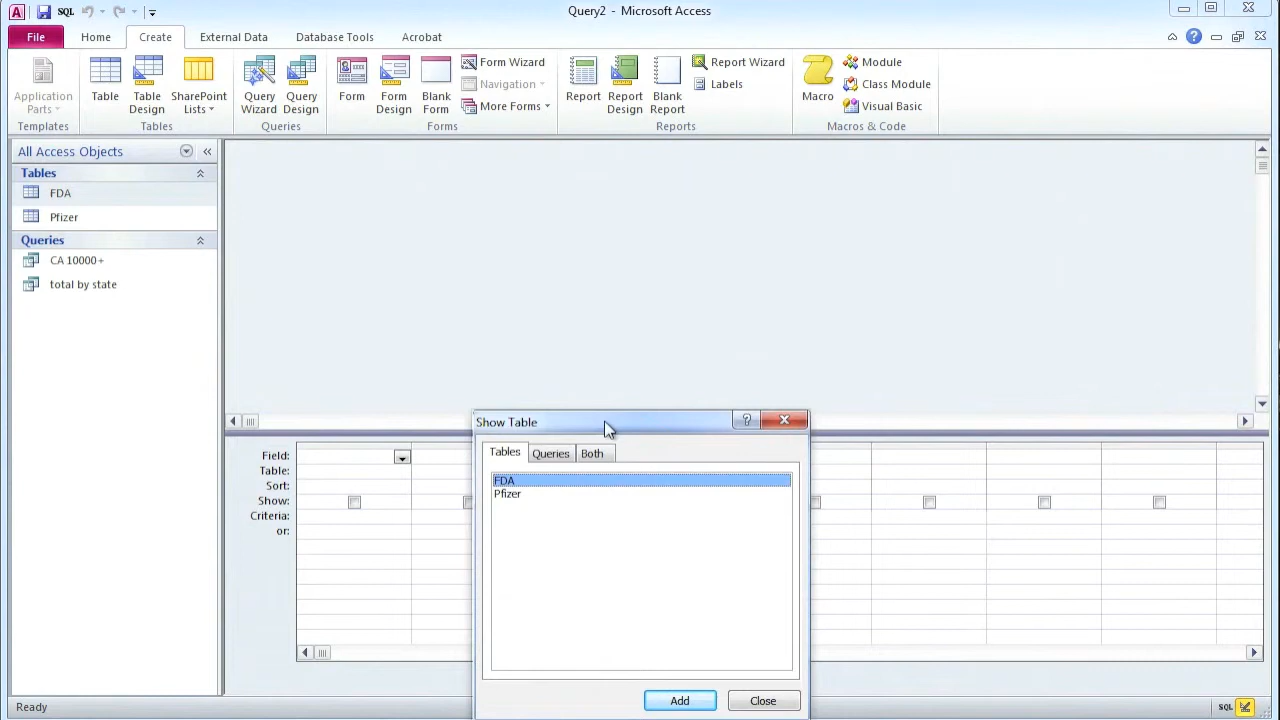 A SQL Query2 - Microsoft Access
File Home Create External Data Database Tools Acrobat ?
Application Parts
Templates
Table
Table Design
SharePoint Lists
Tables
Query Wizard
Query Design
Queries
Form
Form Design
Blank Form
Form Wizard
Navigation
More Forms
Forms
Report
Report Design
Blank Report
Report Wizard
Labels
Reports
Macro
Module
Class Module
Visual Basic
Macros & Code
All Access Objects
Tables
FDA
Pfizer
Queries
CA 10000+
total by state
Show Table ?
Tables Queries Both
FDA
Pfizer
Add Close
Field:
Table:
Sort:
Show:
Criteria:
or:
Ready SQL